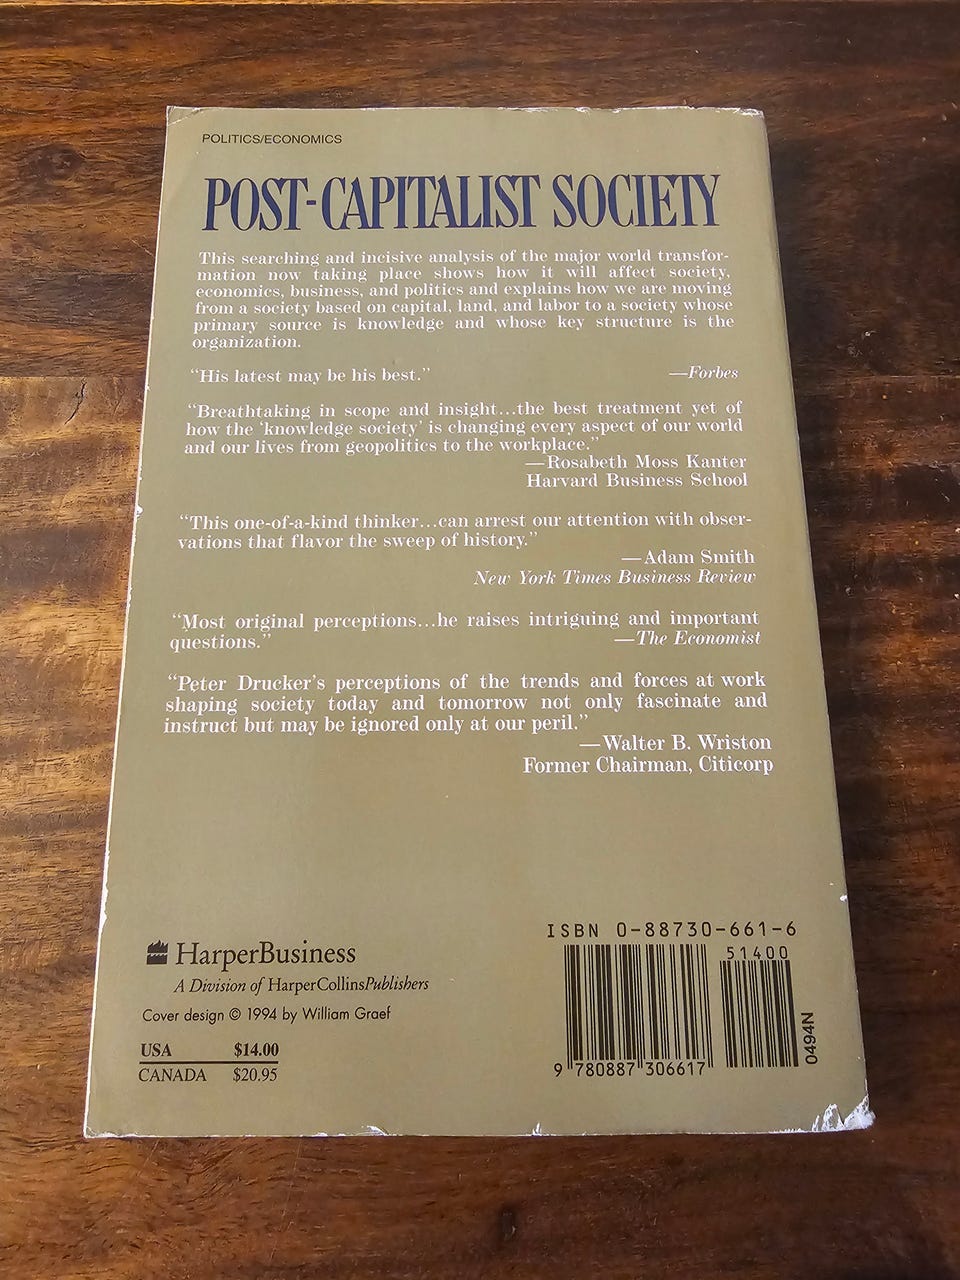 POLITICS/ECONOMICS
POST-CAPITALIST SOCIETY
This searching and incisive analysis of the major world transfor-
mation now taking place shows how it will affect society,
economics, business, and politics and explains how we are moving
from a society based on capital, land, and labor to a society whose
primary source is knowledge and whose key structure is the
organization.
“His latest may be his best.” —Forbes
“Breathtaking in scope and insight...the best treatment yet of
how the ‘knowledge society’ is changing every aspect of our world
and our lives from geopolitics to the workplace.”
—Rosabeth Moss Kanter
Harvard Business School
“This one-of-a-kind thinker...can arrest our attention with obser-
vations that flavor the sweep of history.”
—Adam Smith
New York Times Business Review
“Most original perceptions...he raises intriguing and important
questions.” —The Economist
“Peter Drucker’s perceptions of the trends and forces at work
shaping society today and tomorrow not only fascinate and
instruct but may be ignored only at our peril.”
—Walter B. Wriston
Former Chairman, Citicorp
HarperBusiness
A Division of HarperCollinsPublishers
Cover design © 1994 by William Graef
USA $14.00
CANADA $20.95
ISBN 0-88730-661-6
51400
9 780887 306617
0494N